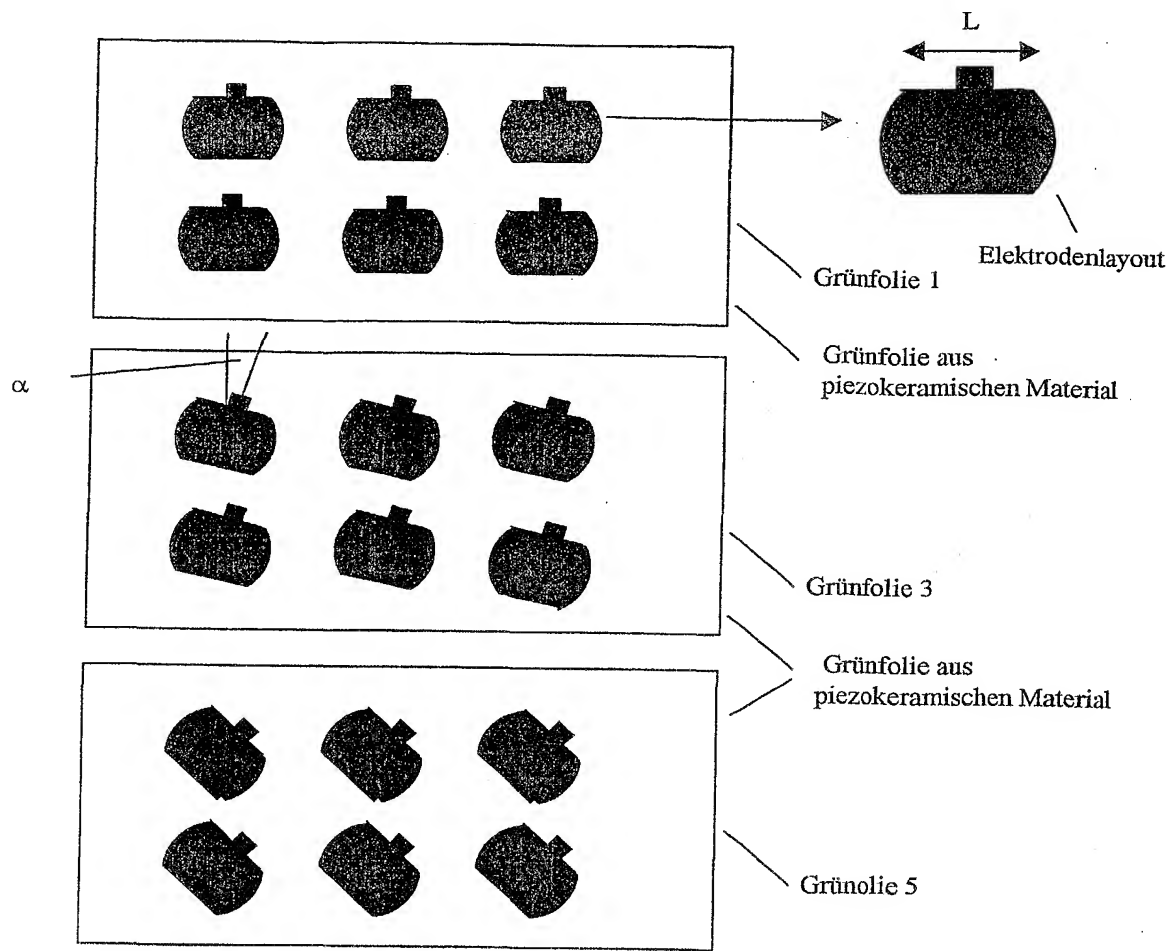 L
Elektrodenlayout
Grünfolie 1
Grünfolie aus
piezokeramischen Material
α
Grünfolie 3
Grünfolie aus
piezokeramischen Material
Grünolie 5